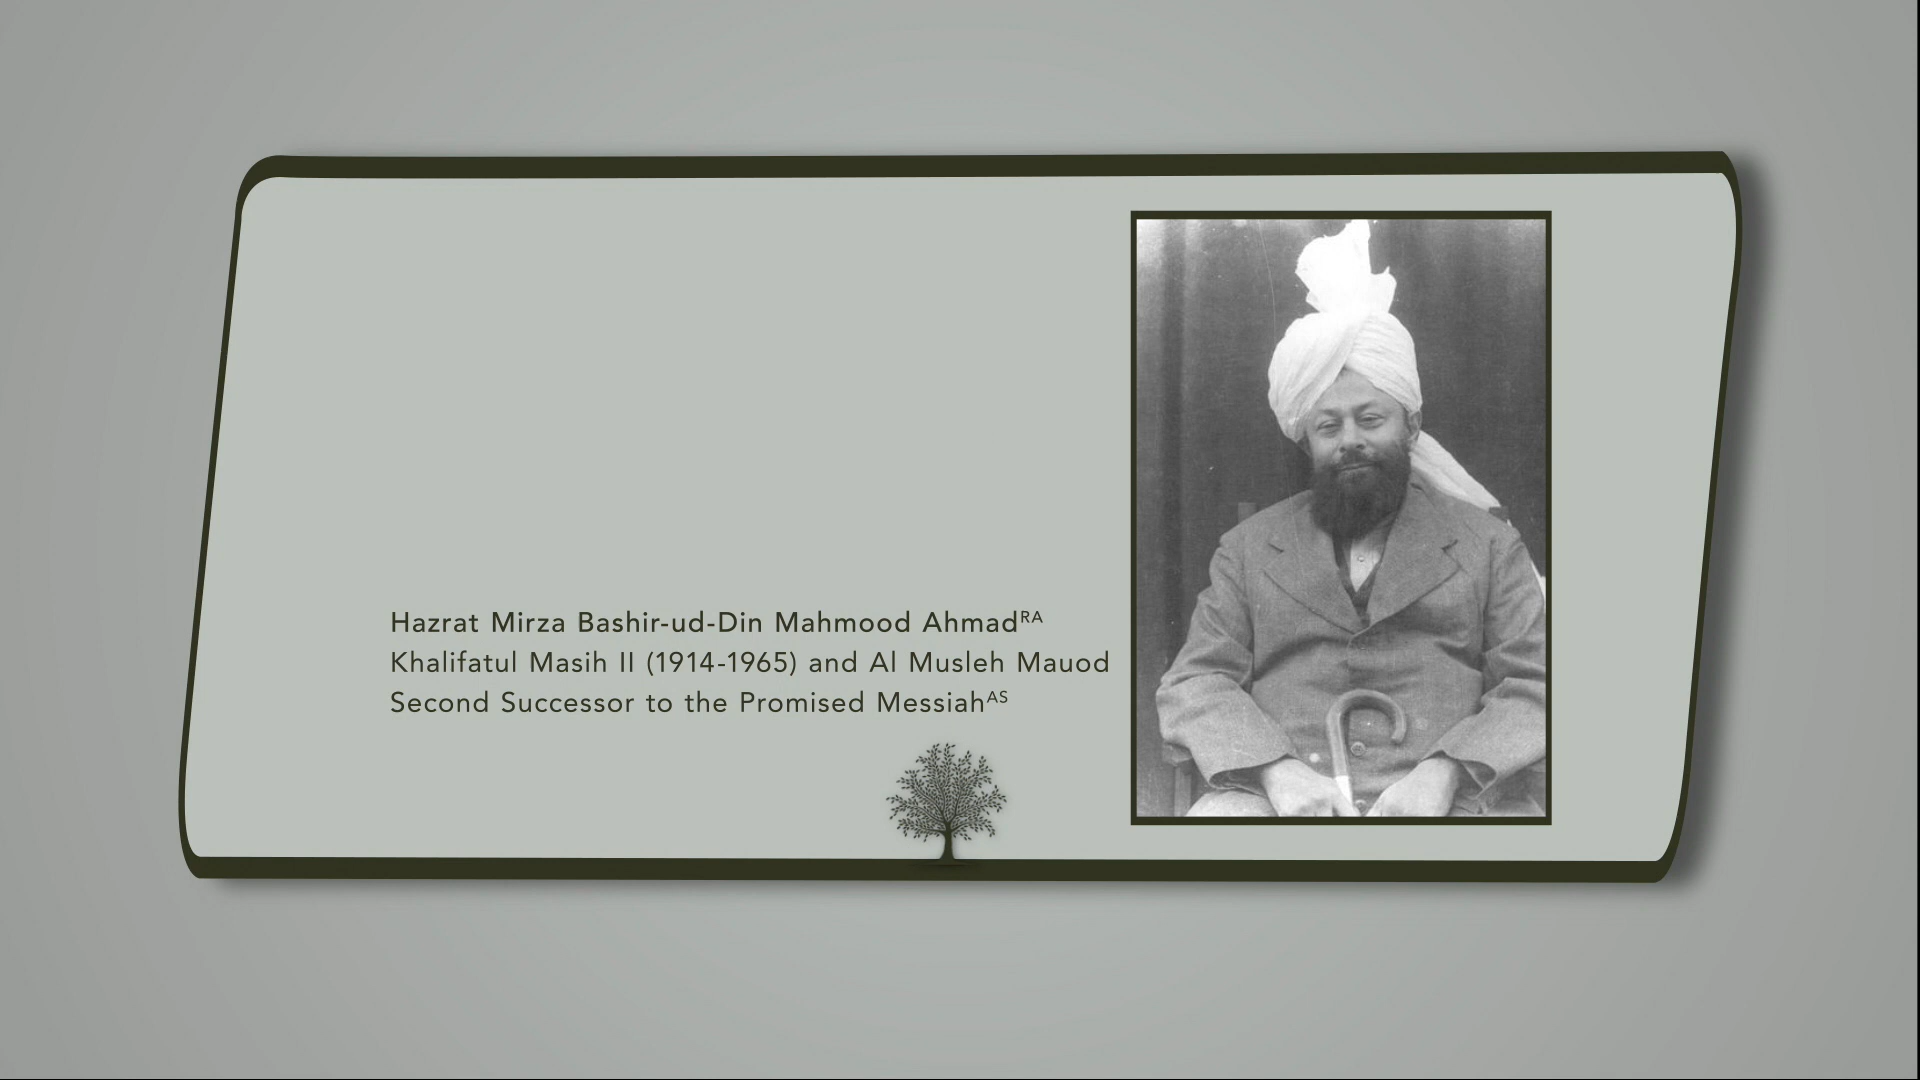 Hazrat Mirza Bashir-ud-Din Mahmood Ahmadᴿᴬ
Khalifatul Masih II (1914-1965) and Al Musleh Mauod
Second Successor to the Promised Messiahᴬˢ